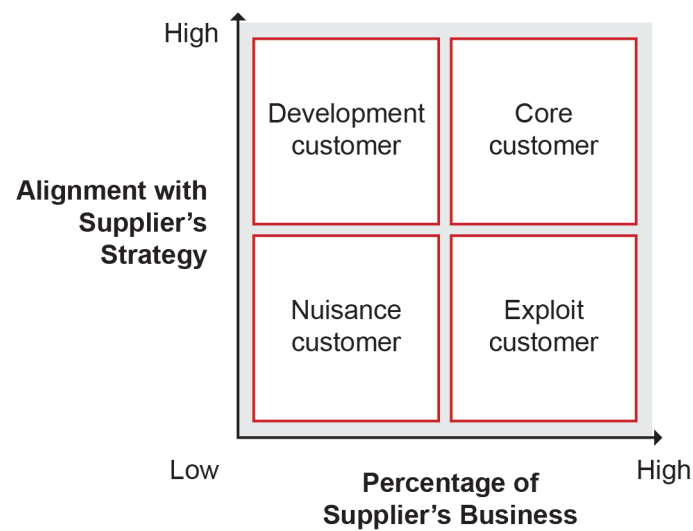 High
Development
customer
Core
customer
Alignment with
Supplier's
Strategy
Nuisance
customer
Exploit
customer
Low
High
Percentage of
Supplier's Business